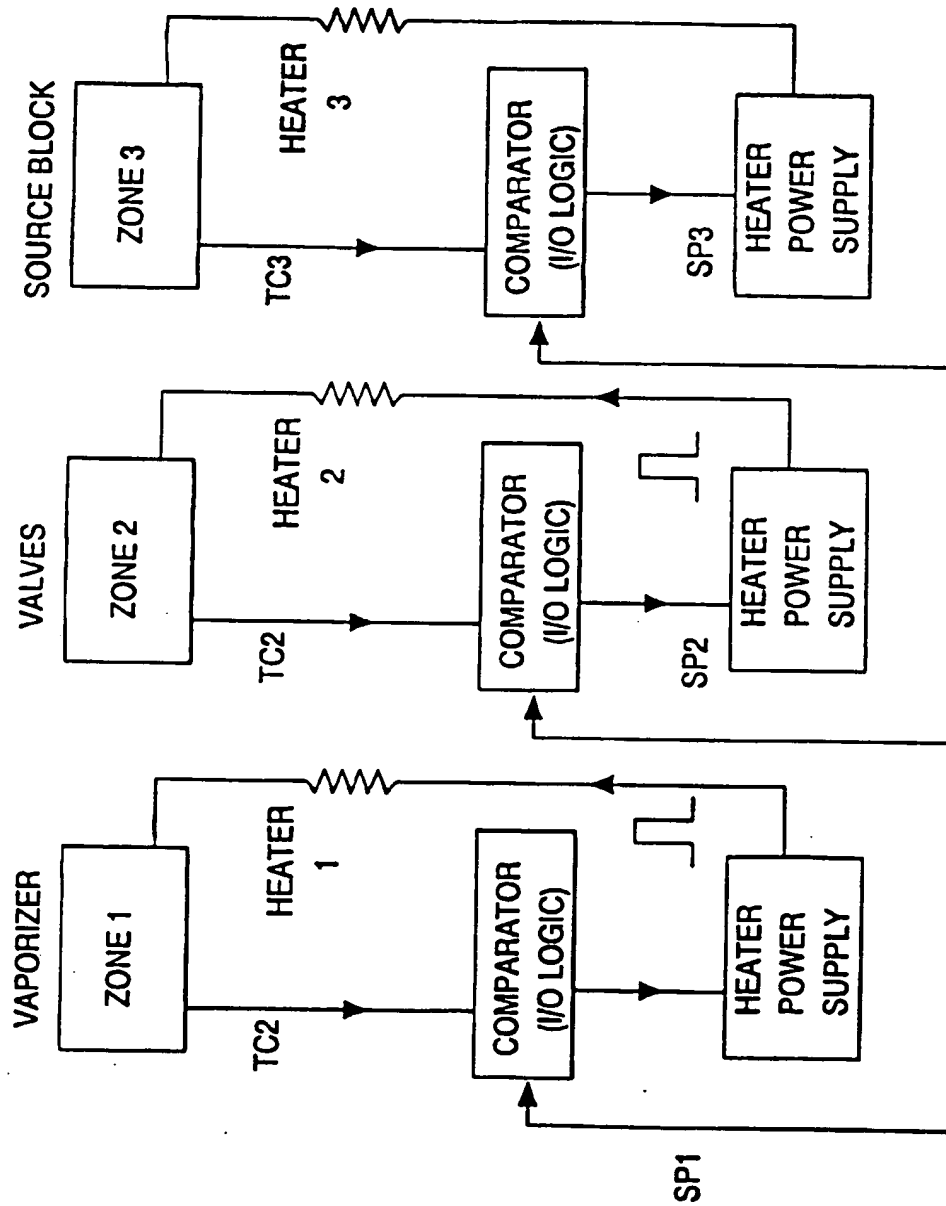 VAPORIZER
ZONE 1
TC2
HEATER
1
COMPARATOR
(I/O LOGIC)
SP1
HEATER
POWER
SUPPLY
VALVES
ZONE 2
TC2
HEATER
2
COMPARATOR
(I/O LOGIC)
SP2
HEATER
POWER
SUPPLY
SOURCE BLOCK
ZONE 3
TC3
HEATER
3
COMPARATOR
(I/O LOGIC)
SP3
HEATER
POWER
SUPPLY